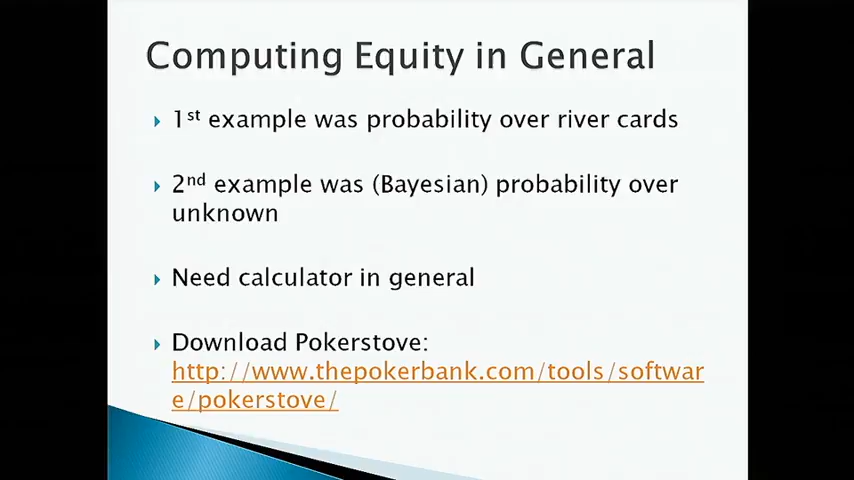 Computing Equity in General
1st example was probability over river cards
2nd example was (Bayesian) probability over
unknown
Need calculator in general
Download Pokerstove:
http://www.thepokerbank.com/tools/softwar
e/pokerstove/